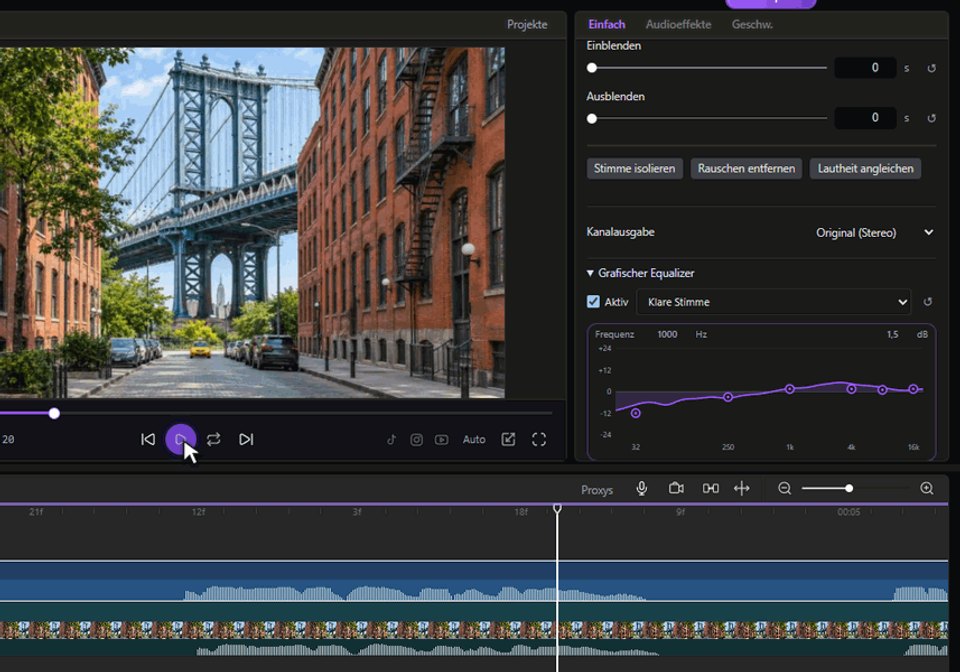 Projekte
Einfach Audioeffekte Geschw.
Einblenden
0 s
Ausblenden
0 s
Stimme isolieren Rauschen entfernen Lautheit angleichen
Kanalausgabe Original (Stereo)
▼ Grafischer Equalizer
Aktiv Klare Stimme
Frequenz 1000 Hz 1,5 dB
+24
+12
0
-12
-24
32 250 1k 4k 16k
20 Auto
Proxys
21f 12f 3f 18f 9f 00:05